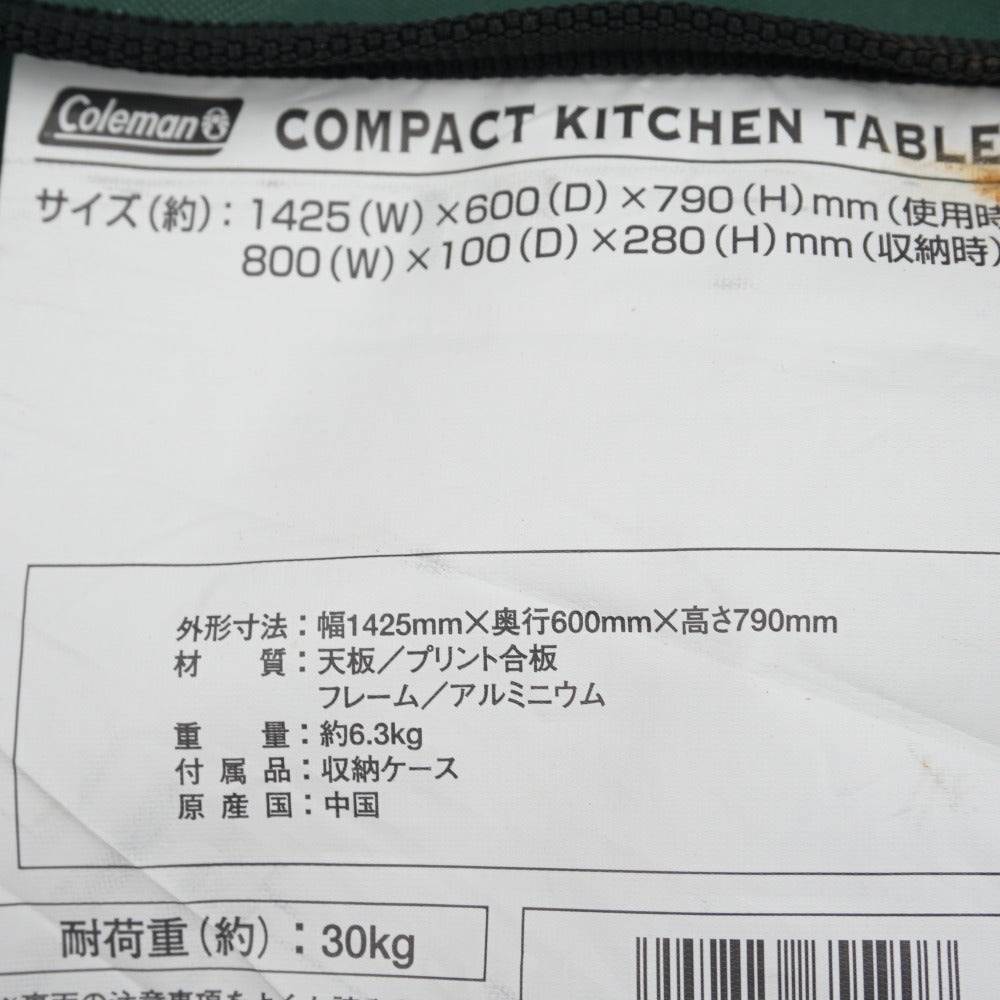 Coleman COMPACT KITCHEN TABLE
サイズ(約):1425(W)×600(D)×790(H)mm(使用時
800(W)×100(D)×280(H)mm(収納時)
外形寸法:幅1425mm×奥行600mm×高さ790mm
材 質:天板/プリント合板
フレーム/アルミニウム
重 量:約6.3kg
付属品:収納ケース
原産国:中国
耐荷重(約):30kg